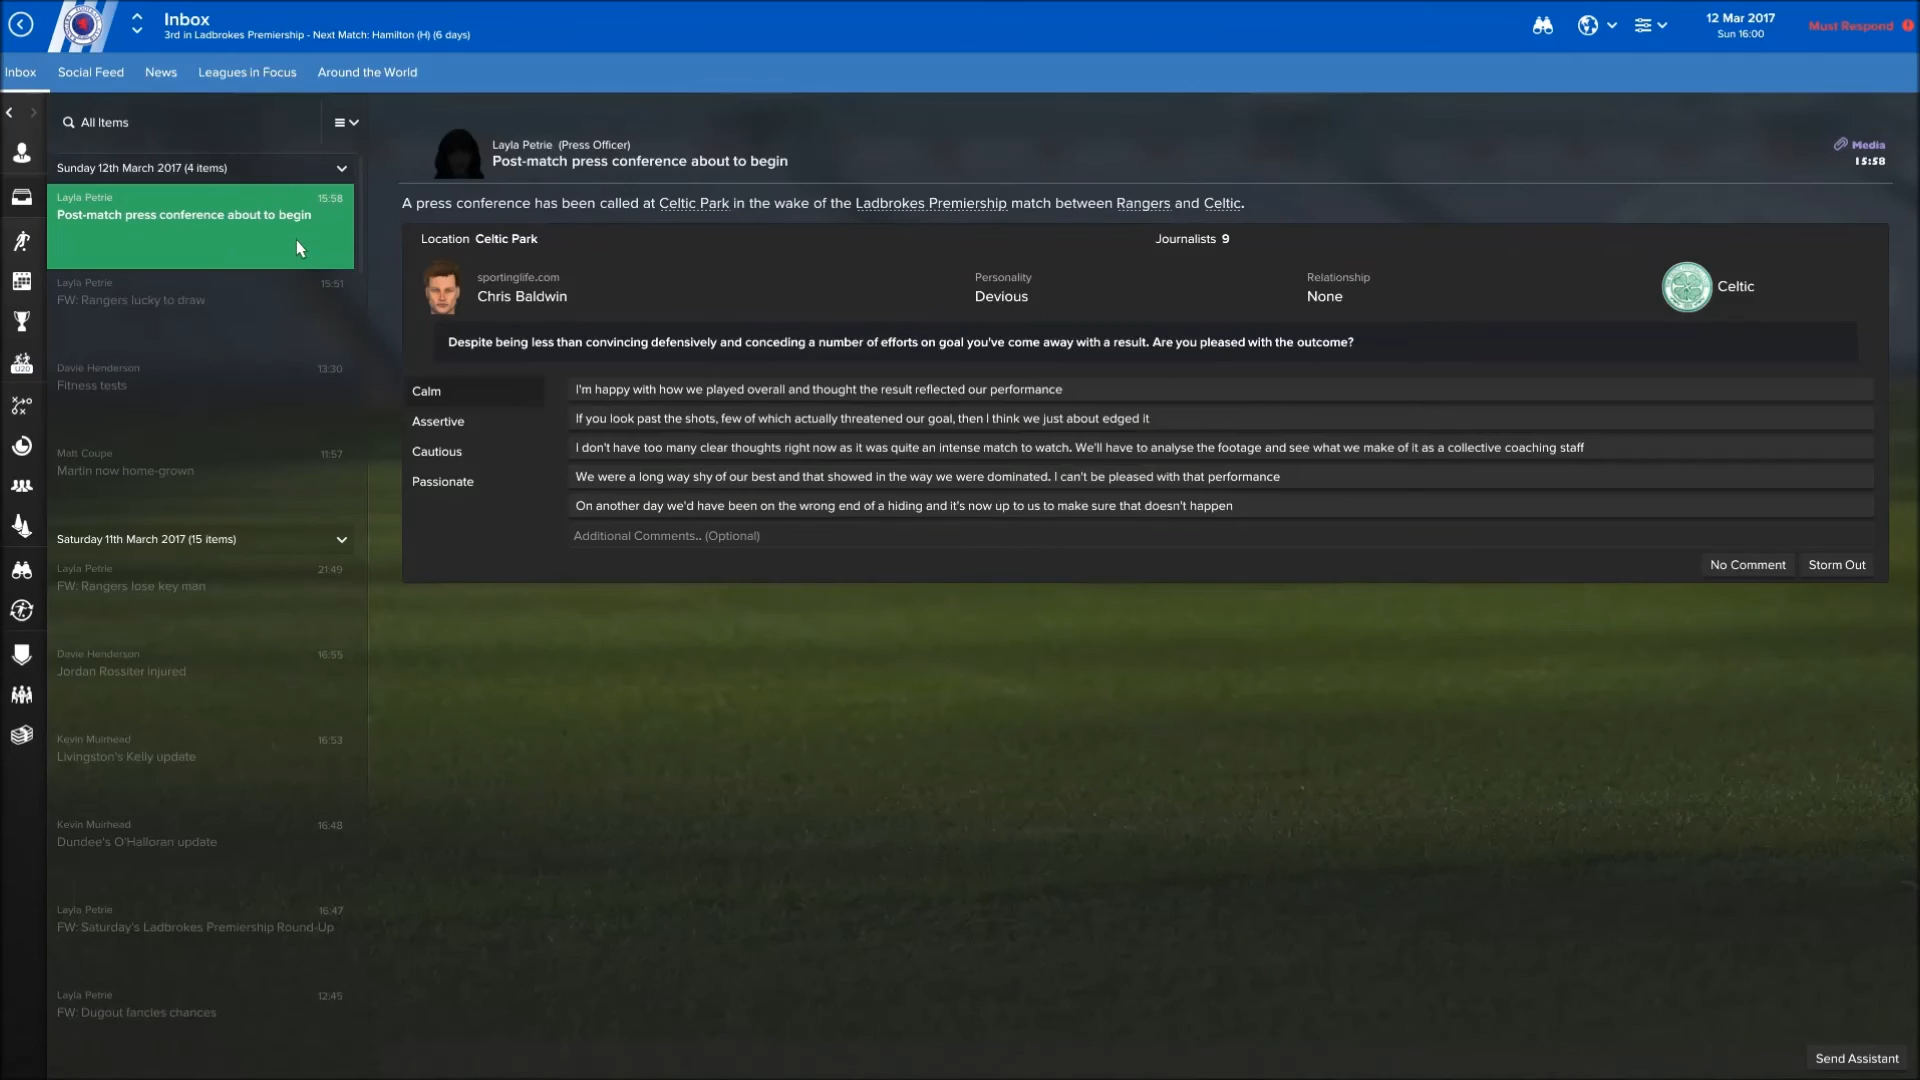 Inbox
3rd in Ladbrokes Premiership - Next Match: Hamilton (H) (6 days)
12 Mar 2017
Sun 16:00
Must Respond
Inbox Social Feed News Leagues in Focus Around the World
All Items
Sunday 12th March 2017 (4 items)
Layla Petrie 15:58
Post-match press conference about to begin
Layla Petrie 15:51
FW: Rangers lucky to draw
Davie Henderson 13:30
Fitness tests
Matt Coupe 11:57
Martin now home-grown
Saturday 11th March 2017 (15 items)
Layla Petrie 21:49
FW: Rangers lose key man
Davie Henderson 16:55
Jordan Rossiter injured
Kevin Muirhead 16:53
Livingston's Kelly update
Kevin Muirhead 16:48
Dundee's O'Halloran update
Layla Petrie 16:47
FW: Saturday's Ladbrokes Premiership Round-Up
Layla Petrie 12:45
FW: Dugout fancies chances
U20
Layla Petrie (Press Officer)
Post-match press conference about to begin
Media
15:58
A press conference has been called at Celtic Park in the wake of the Ladbrokes Premiership match between Rangers and Celtic.
Location Celtic Park Journalists 9
sportinglife.com Personality Relationship
Chris Baldwin Devious None Celtic
Despite being less than convincing defensively and conceding a number of efforts on goal you've come away with a result. Are you pleased with the outcome?
Calm
Assertive
Cautious
Passionate
I'm happy with how we played overall and thought the result reflected our performance
If you look past the shots, few of which actually threatened our goal, then I think we just about edged it
I don't have too many clear thoughts right now as it was quite an intense match to watch. We'll have to analyse the footage and see what we make of it as a collective coaching staff
We were a long way shy of our best and that showed in the way we were dominated. I can't be pleased with that performance
On another day we'd have been on the wrong end of a hiding and it's now up to us to make sure that doesn't happen
Additional Comments.. (Optional)
No Comment Storm Out
Send Assistant